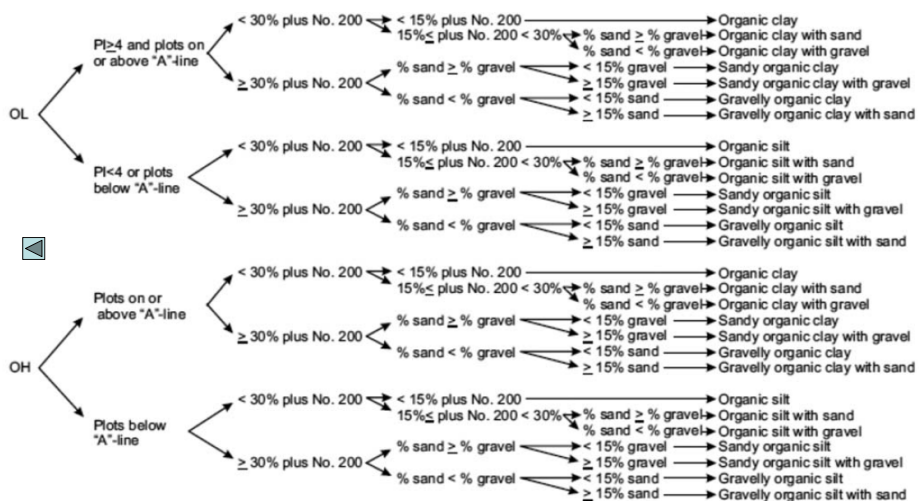 < 30% plus No. 200 < 15% plus No. 200 Organic clay
15%≤ plus No. 200 < 30% % sand ≥ % gravel Organic clay with sand
PI≥4 and plots on
or above “A”-line
% sand < % gravel Organic clay with gravel
% sand ≥ % gravel < 15% gravel Sandy organic clay
≥ 30% plus No. 200 ≥ 15% gravel Sandy organic clay with gravel
% sand < % gravel < 15% sand Gravelly organic clay
OL ≥ 15% sand Gravelly organic clay with sand
< 30% plus No. 200 < 15% plus No. 200 Organic silt
15%≤ plus No. 200 < 30% % sand ≥ % gravel Organic silt with sand
PI<4 or plots
below “A”-line
% sand < % gravel Organic silt with gravel
% sand ≥ % gravel < 15% gravel Sandy organic silt
≥ 30% plus No. 200 ≥ 15% gravel Sandy organic silt with gravel
% sand < % gravel < 15% sand Gravelly organic silt
≥ 15% sand Gravelly organic silt with sand
< 30% plus No. 200 < 15% plus No. 200 Organic clay
15%≤ plus No. 200 < 30% % sand ≥ % gravel Organic clay with sand
Plots on or
above “A”-line
% sand < % gravel Organic clay with gravel
% sand ≥ % gravel < 15% gravel Sandy organic clay
≥ 30% plus No. 200 ≥ 15% gravel Sandy organic clay with gravel
% sand < % gravel < 15% sand Gravelly organic clay
OH ≥ 15% sand Gravelly organic clay with sand
< 30% plus No. 200 < 15% plus No. 200 Organic silt
15%≤ plus No. 200 < 30% % sand ≥ % gravel Organic silt with sand
Plots below
“A”-line
% sand < % gravel Organic silt with gravel
% sand ≥ % gravel < 15% gravel Sandy organic silt
≥ 30% plus No. 200 ≥ 15% gravel Sandy organic silt with gravel
% sand < % gravel < 15% sand Gravelly organic silt
≥ 15% sand Gravelly organic silt with sand